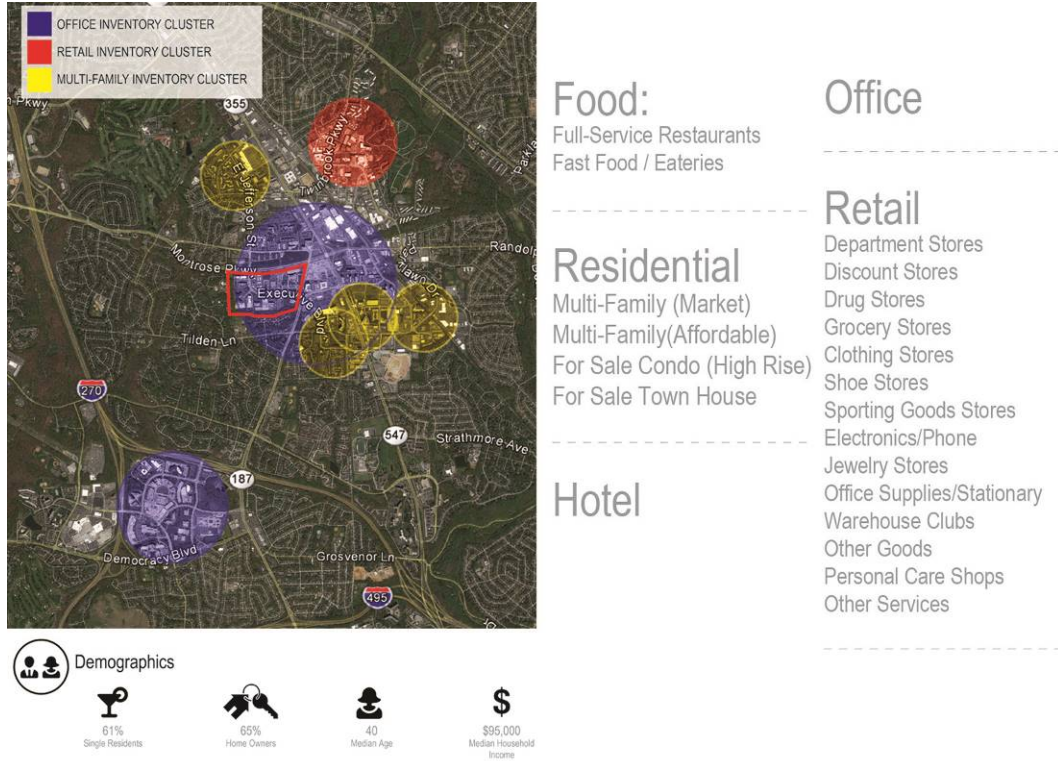 OFFICE INVENTORY CLUSTER
RETAIL INVENTORY CLUSTER
MULTI-FAMILY INVENTORY CLUSTER
n Pkwy
355
Twinbrook Pkwy
E Jefferson St
Montrose Pkwy
Randol
Execu
Ave
Blvd
Tilden Ln
270
547
Strathmore Ave
187
Democracy Blvd
Grosvenor Ln
495
Food:
Full-Service Restaurants
Fast Food / Eateries
Residential
Multi-Family (Market)
Multi-Family(Affordable)
For Sale Condo (High Rise)
For Sale Town House
Hotel
Office
Retail
Department Stores
Discount Stores
Drug Stores
Grocery Stores
Clothing Stores
Shoe Stores
Sporting Goods Stores
Electronics/Phone
Jewelry Stores
Office Supplies/Stationary
Warehouse Clubs
Other Goods
Personal Care Shops
Other Services
Demographics
61%
Single Residents
65%
Home Owners
40
Median Age
$
$95,000
Median Household
Income